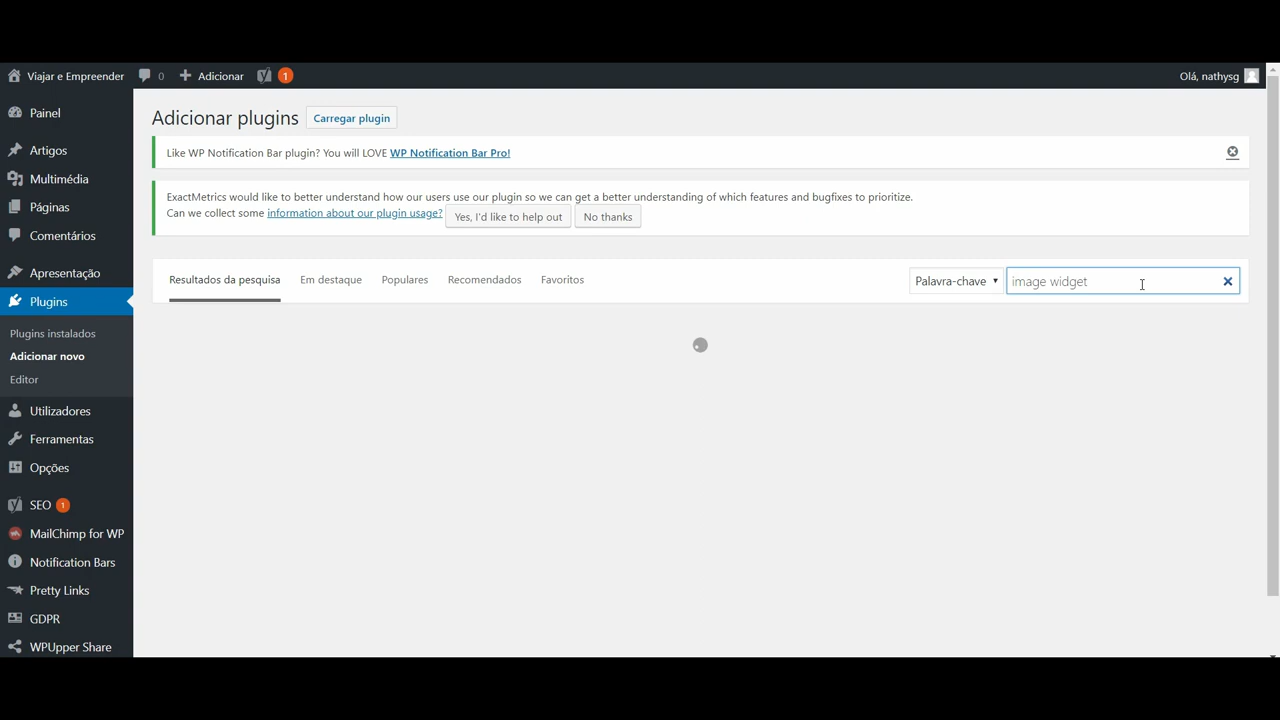 Viajar e Empreender 0 Adicionar 1 Olá, nathysg
Painel
Artigos
Multimédia
Páginas
Comentários
Apresentação
Plugins
Plugins instalados
Adicionar novo
Editor
Utilizadores
Ferramentas
Opções
SEO 1
MailChimp for WP
Notification Bars
Pretty Links
GDPR
WPUpper Share
Adicionar plugins Carregar plugin
Like WP Notification Bar plugin? You will LOVE WP Notification Bar Pro!
ExactMetrics would like to better understand how our users use our plugin so we can get a better understanding of which features and bugfixes to prioritize.
Can we collect some information about our plugin usage? Yes, I'd like to help out No thanks
Resultados da pesquisa Em destaque Populares Recomendados Favoritos Palavra-chave image widget